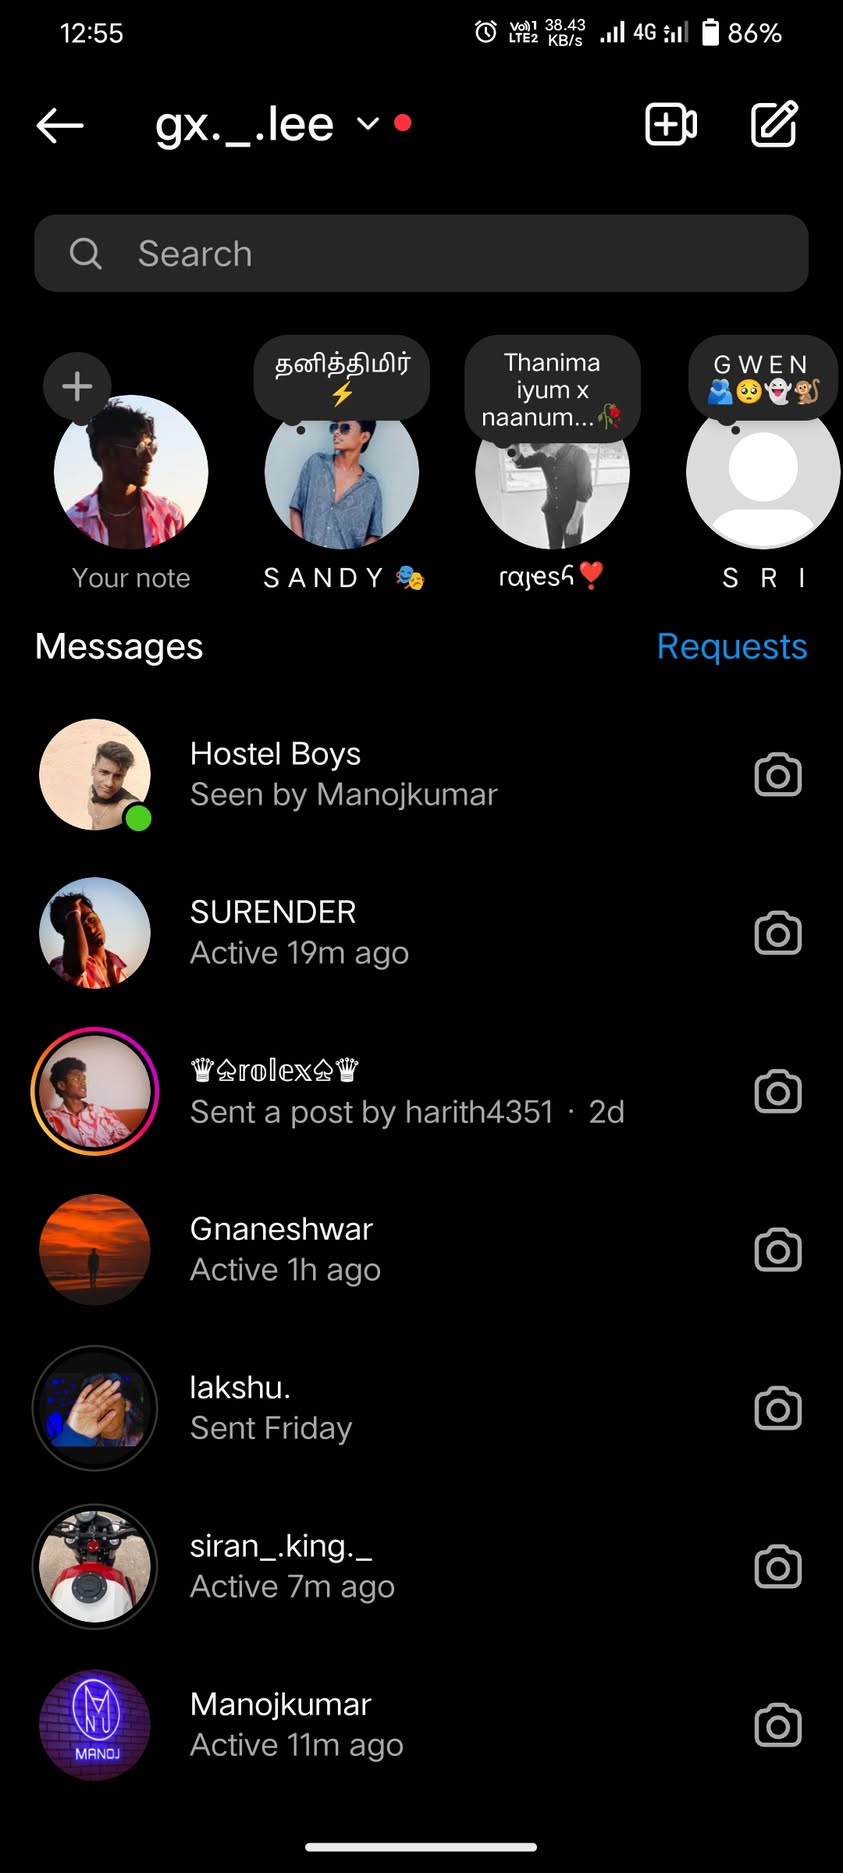 12:55
Vo)) 1
LTE2
38.43
KB/s
4G
86%
gx._.lee
Search
தனித்திமிர்
⚡
Thanima
iyum x
naanum...🥀
G W E N
🫂🥺👻🐒
Your note
S A N D Y 🎭
rαȷҽsɦ❣️
S R I
Messages
Requests
Hostel Boys
Seen by Manojkumar
SURENDER
Active 19m ago
♛♤𝕣𝕠𝕝𝕖𝕩♤♛
Sent a post by harith4351 · 2d
Gnaneshwar
Active 1h ago
lakshu.
Sent Friday
siran_.king._
Active 7m ago
MANOJ
Manojkumar
Active 11m ago